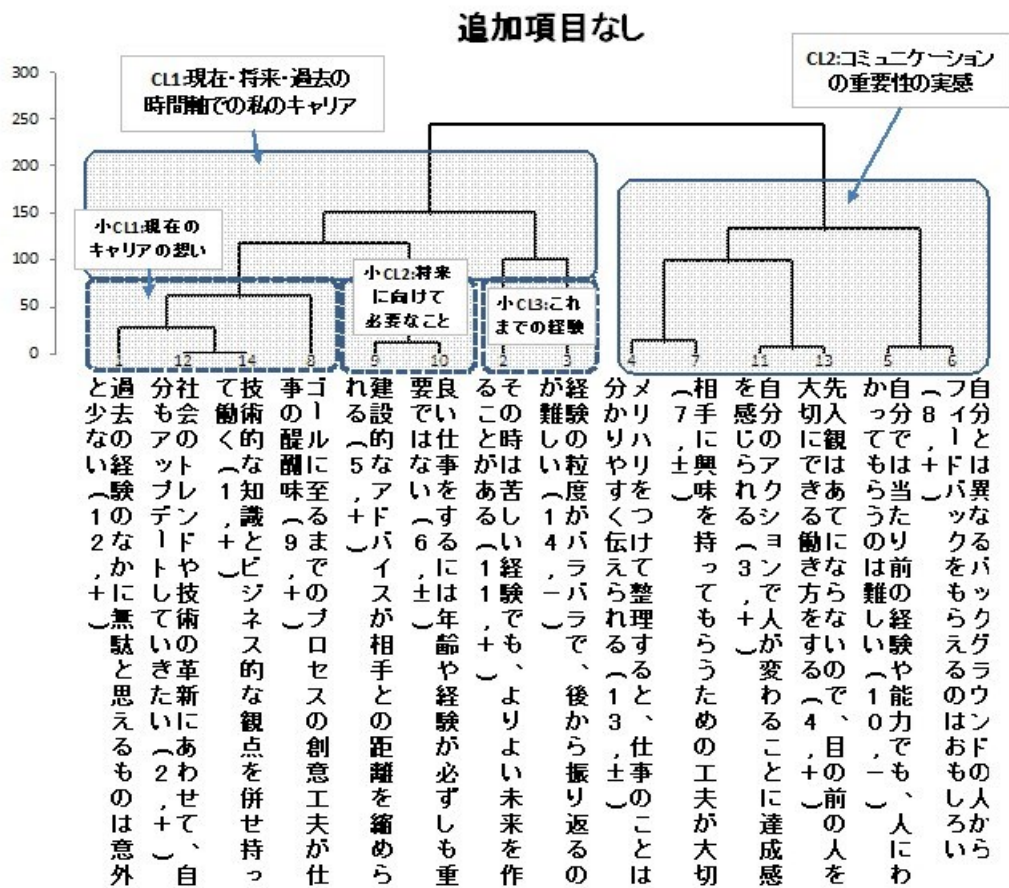 追加項目なし
CL1:現在・将来・過去の
時間軸での私のキャリア
CL2:コミュニケーション
の重要性の実感
300
250
200
150
100
50
0
小CL1:現在の
キャリアの想い
小CL2:将来
に向けて
必要なこと
小CL3:これ
までの経験
1 12 14 8 9 10 2 3 4 7 11 13 5 6
自分とは異なるバックグラウンドの人から
フィードバックをもらえるのはおもしろい
（8,＋）
自分では当たり前の経験や能力でも、人にわ
かってもらうのは難しい（10,－）
先入観はあてにならないので、目の前の人を
大切にできる働き方をする（4,＋）
自分のアクションで人が変わることに達成感
を感じられる（3,＋）
相手に興味を持ってもらうための工夫が大切
（7,±）
メリハリをつけて整理すると、仕事のことは
分かりやすく伝えられる（13,±）
経験の粒度がバラバラで、後から振り返るの
が難しい（14,－）
その時は苦しい経験でも、よりよい未来を作
ることがある（11,＋）
良い仕事をするには年齢や経験が必ずしも重
要ではない（6,±）
建設的なアドバイスが相手との距離を縮めら
れる（5,＋）
ゴールに至るまでのプロセスの創意工夫が仕
事の醍醐味（9,＋）
技術的な知識とビジネス的な観点を併せ持っ
て働く（1,＋）
社会のトレンドや技術の革新にあわせて、自
分もアップデートしていきたい（2,＋）
過去の経験のなかに無駄と思えるものは意外
と少ない（12,＋）